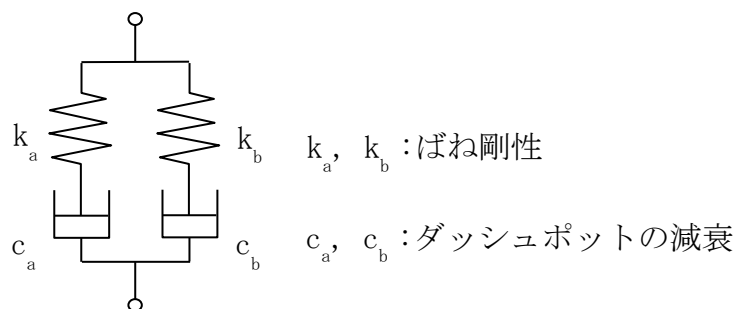 k_a
k_b
k_a, k_b:ばね剛性
c_a
c_b
c_a, c_b:ダッシュポットの減衰